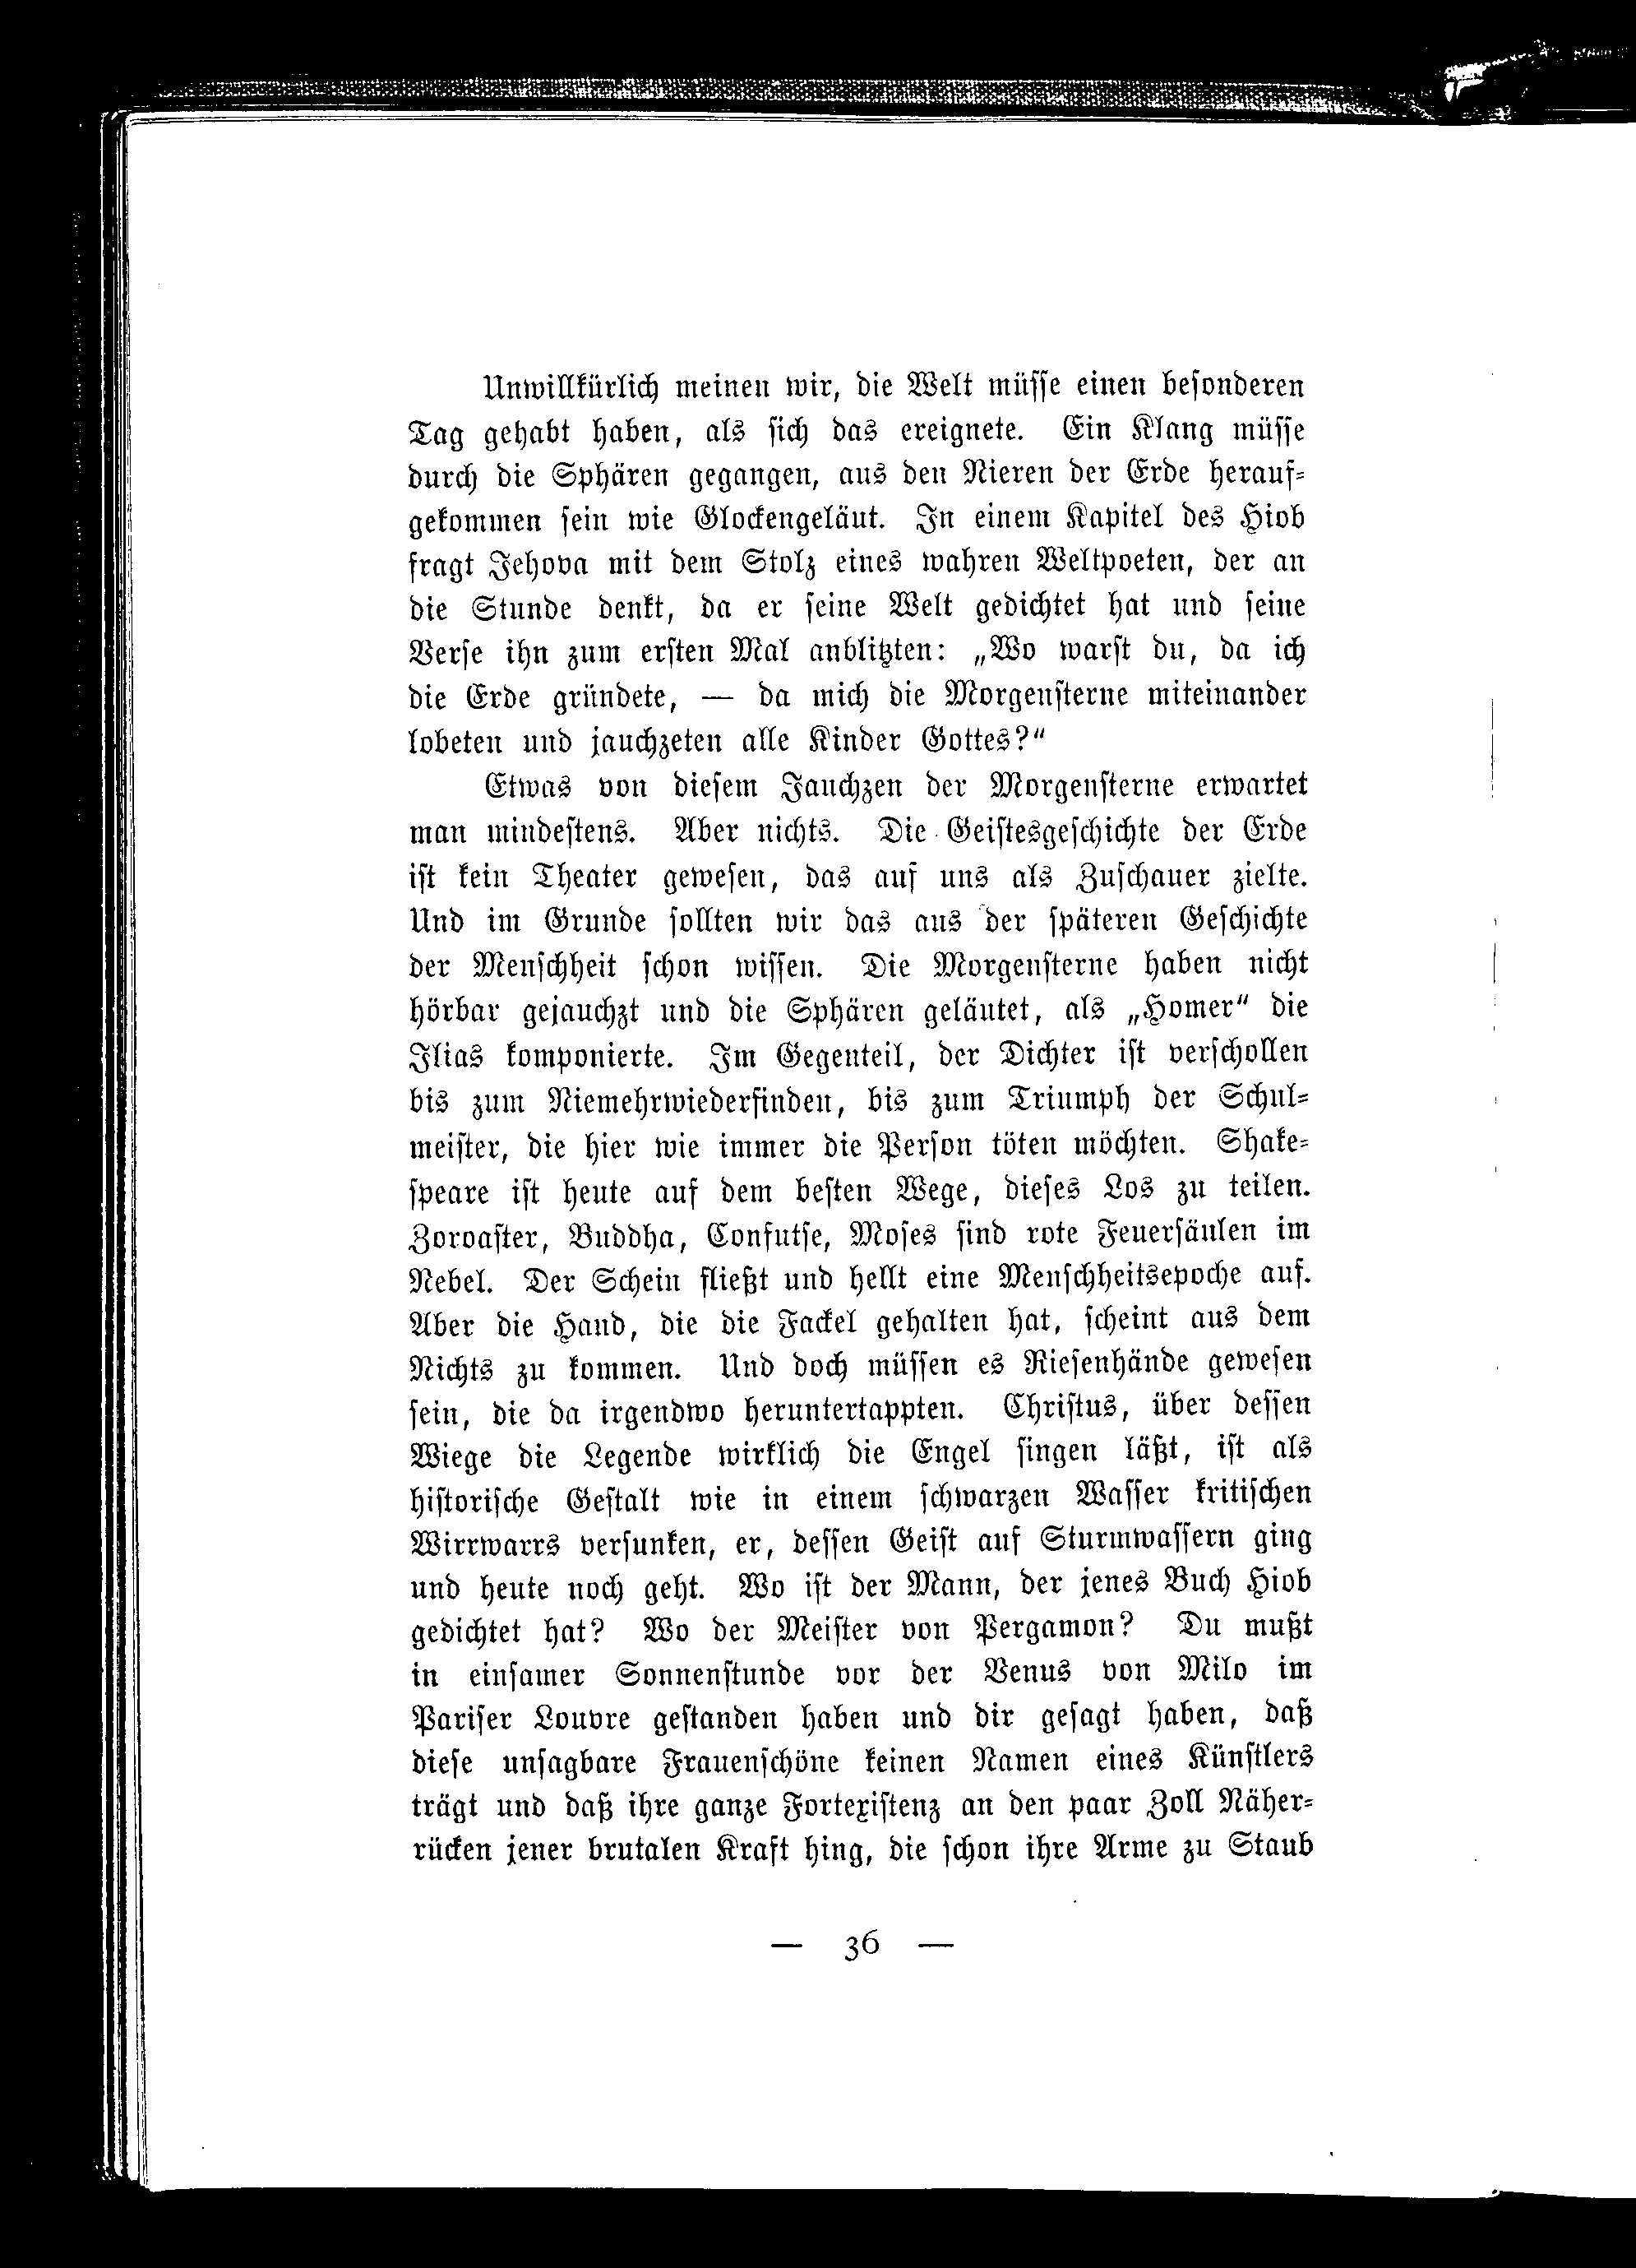 Unwillkürlich meinen wir, die Welt müsse einen besonderen
Tag gehabt haben, als sich das ereignete. Ein Klang müsse
durch die Sphären gegangen, aus den Nieren der Erde herauf-
gekommen sein wie Glockengeläut. In einem Kapitel des Hiob
fragt Jehova mit dem Stolz eines wahren Weltpoeten, der an
die Stunde denkt, da er seine Welt gedichtet hat und seine
Verse ihn zum ersten Mal anblitzten: „Wo warst du, da ich
die Erde gründete, — da mich die Morgensterne miteinander
lobeten und jauchzeten alle Kinder Gottes?“
Etwas von diesem Jauchzen der Morgensterne erwartet
man mindestens. Aber nichts. Die Geistesgeschichte der Erde
ist kein Theater gewesen, das auf uns als Zuschauer zielte.
Und im Grunde sollten wir das aus der späteren Geschichte
der Menschheit schon wissen. Die Morgensterne haben nicht
hörbar gejauchzt und die Sphären geläutet, als „Homer“ die
Ilias komponierte. Im Gegenteil, der Dichter ist verschollen
bis zum Niemehrwiederfinden, bis zum Triumph der Schul-
meister, die hier wie immer die Person töten möchten. Shake-
speare ist heute auf dem besten Wege, dieses Los zu teilen.
Zoroaster, Buddha, Confutse, Moses sind rote Feuersäulen im
Nebel. Der Schein fließt und hellt eine Menschheitsepoche auf.
Aber die Hand, die die Fackel gehalten hat, scheint aus dem
Nichts zu kommen. Und doch müssen es Riesenhände gewesen
sein, die da irgendwo heruntertappten. Christus, über dessen
Wiege die Legende wirklich die Engel singen läßt, ist als
historische Gestalt wie in einem schwarzen Wasser kritischen
Wirrwarrs versunken, er, dessen Geist auf Sturmwassern ging
und heute noch geht. Wo ist der Mann, der jenes Buch Hiob
gedichtet hat? Wo der Meister von Pergamon? Du mußt
in einsamer Sonnenstunde vor der Venus von Milo im
Pariser Louvre gestanden haben und dir gesagt haben, daß
diese unsagbare Frauenschöne keinen Namen eines Künstlers
trägt und daß ihre ganze Fortexistenz an den paar Zoll Näher-
rücken jener brutalen Kraft hing, die schon ihre Arme zu Staub
— 36 —